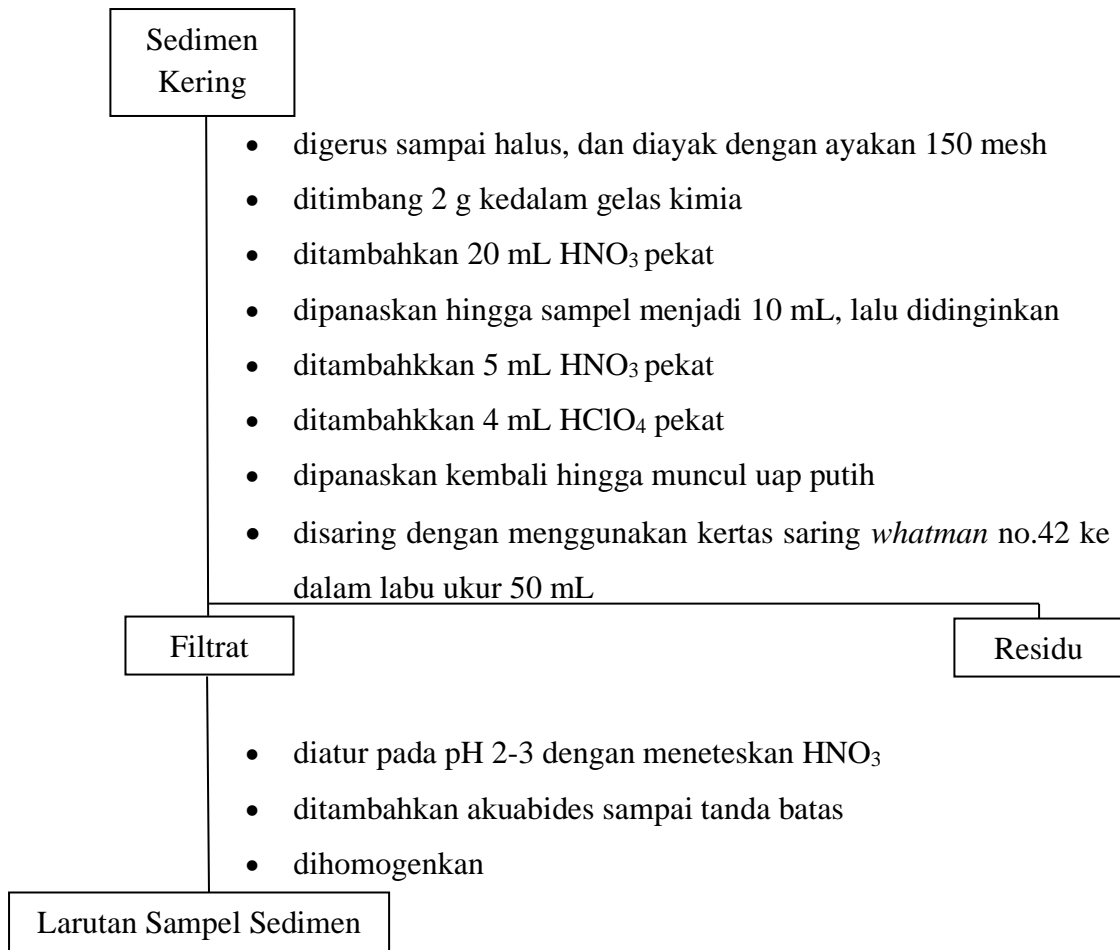 Sedimen
Kering
• digerus sampai halus, dan diayak dengan ayakan 150 mesh
• ditimbang 2 g kedalam gelas kimia
• ditambahkan 20 mL HNO₃ pekat
• dipanaskan hingga sampel menjadi 10 mL, lalu didinginkan
• ditambahkkan 5 mL HNO₃ pekat
• ditambahkkan 4 mL HClO₄ pekat
• dipanaskan kembali hingga muncul uap putih
• disaring dengan menggunakan kertas saring whatman no.42 ke
dalam labu ukur 50 mL
Filtrat
Residu
• diatur pada pH 2-3 dengan meneteskan HNO₃
• ditambahkan akuabides sampai tanda batas
• dihomogenkan
Larutan Sampel Sedimen